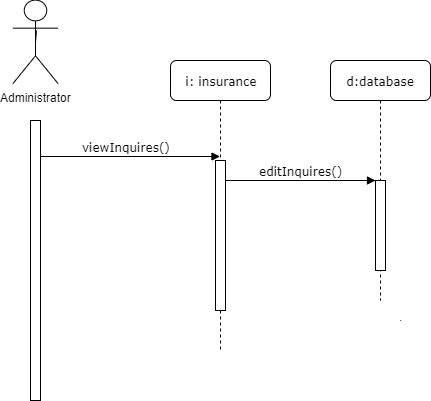 i: insurance
d:database
Administrator
viewInquires()
editInquires()